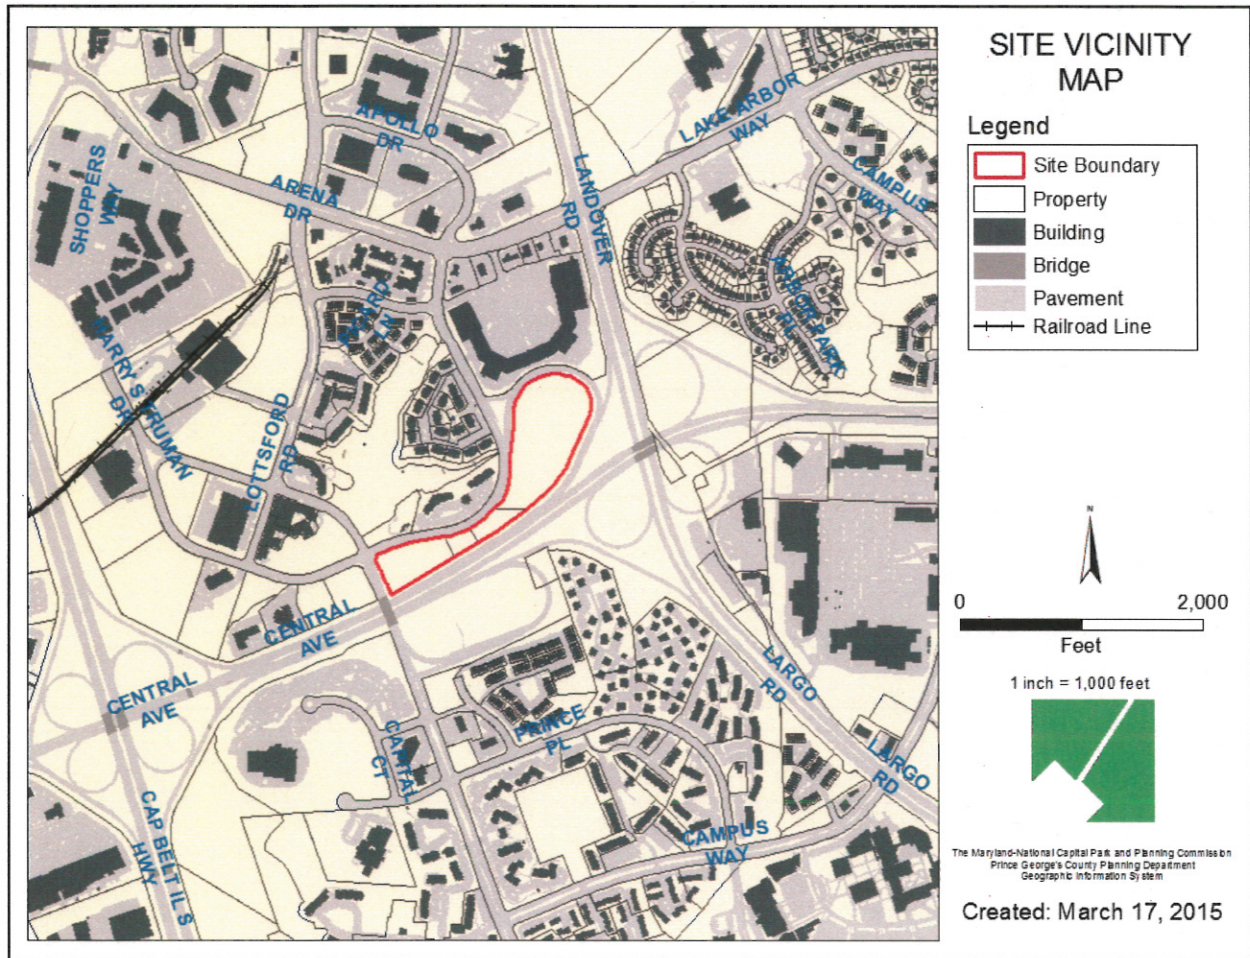 SITE VICINITY
MAP
Legend
Site Boundary
Property
Building
Bridge
Pavement
Railroad Line
N
0 2,000
Feet
1 inch = 1,000 feet
The Maryland-National Capital Park and Planning Commission
Prince George's County Planning Department
Geographic Information System
Created: March 17, 2015
APOLLO
DR
LAKE ARBOR
WAY
SHOPPERS
WAY
ARENA
DR
LANDOVER
RD
CAMPUS
WAY
LN
ARBOR PARK
PL
HARRY S TRUMAN
DR
LOTTSFORD
RD
CENTRAL
AVE
CENTRAL
AVE
LARGO
RD
PRINCE
PL
CAPITAL
CT
LARGO
RD
CAP BELT IL S
HWY
CAMPUS
WAY